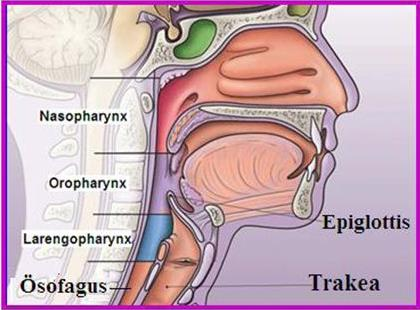 Nasopharynx
Oropharynx
Epiglottis
Larengopharynx
Ösofagus
Trakea